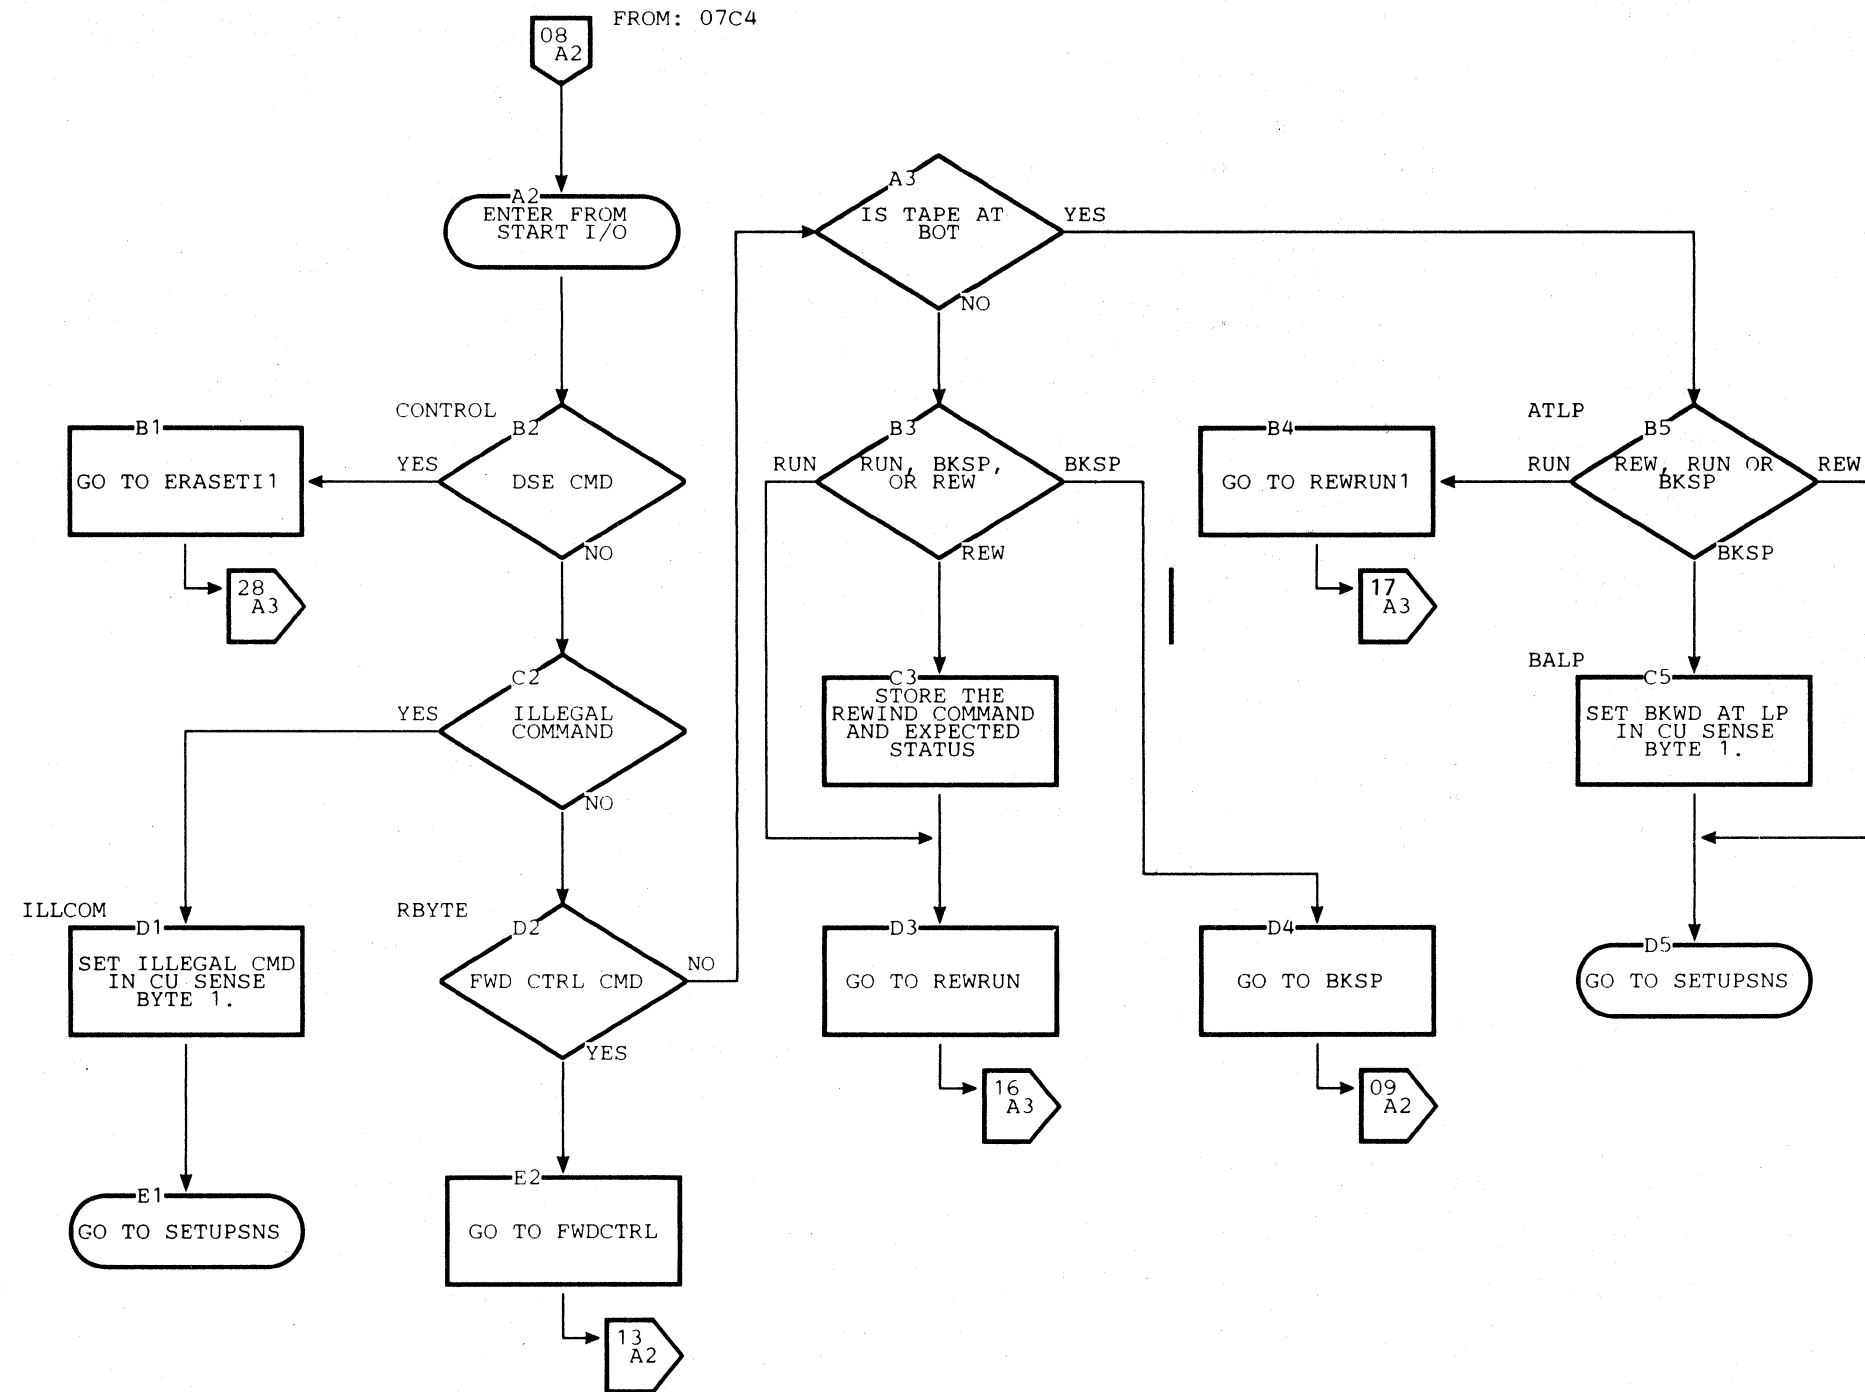 FROM: 07C4
08
A2
A2
ENTER FROM
START I/O
A3
IS TAPE AT
BOT
YES
NO
CONTROL
B1
GO TO ERASETI1
YES
B2
DSE CMD
NO
28
A3
B3
RUN, BKSP,
OR REW
RUN
BKSP
REW
B4
GO TO REWRUN1
17
A3
ATLP
B5
REW, RUN OR
BKSP
RUN
REW
BKSP
C2
ILLEGAL
COMMAND
YES
NO
C3
STORE THE
REWIND COMMAND
AND EXPECTED
STATUS
BALP
C5
SET BKWD AT LP
IN CU SENSE
BYTE 1.
ILLCOM
D1
SET ILLEGAL CMD
IN CU SENSE
BYTE 1.
RBYTE
D2
FWD CTRL CMD
NO
YES
D3
GO TO REWRUN
16
A3
D4
GO TO BKSP
09
A2
D5
GO TO SETUPSNS
E1
GO TO SETUPSNS
E2
GO TO FWDCTRL
13
A2